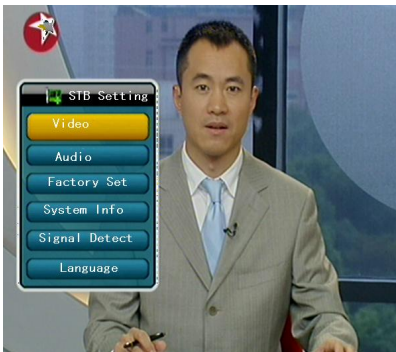 STB Setting
Video
Audio
Factory Set
System Info
Signal Detect
Language